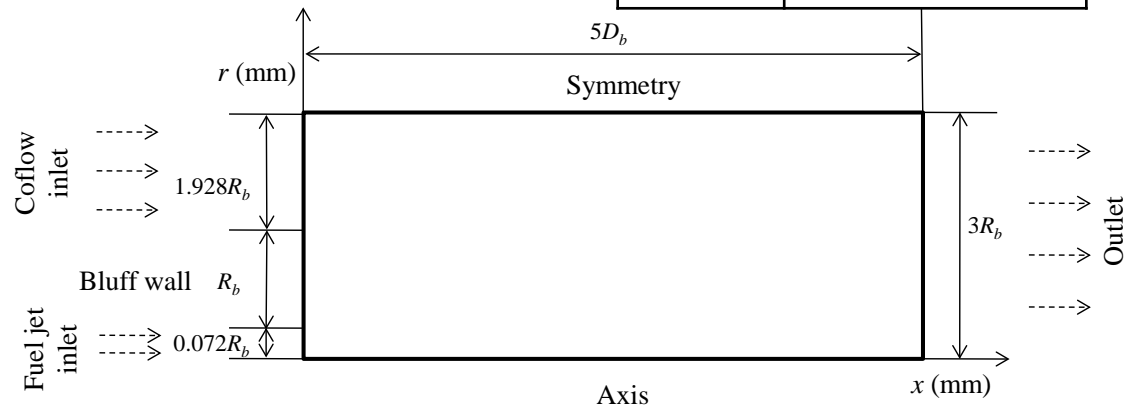 5D_b
r (mm)
Symmetry
Coflow
inlet
1.928R_b
3R_b
Outlet
Bluff wall
R_b
Fuel jet
inlet
0.072R_b
x (mm)
Axis